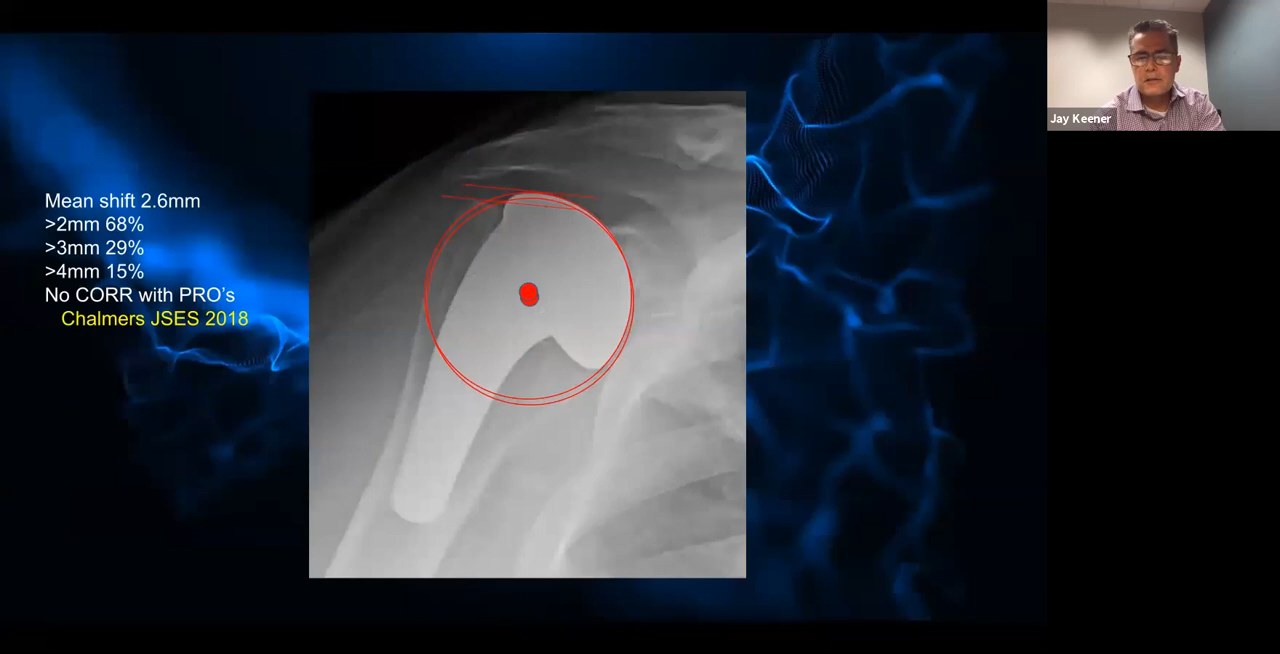 Mean shift 2.6mm
>2mm 68%
>3mm 29%
>4mm 15%
No CORR with PRO's
Chalmers JSES 2018
Jay Keener